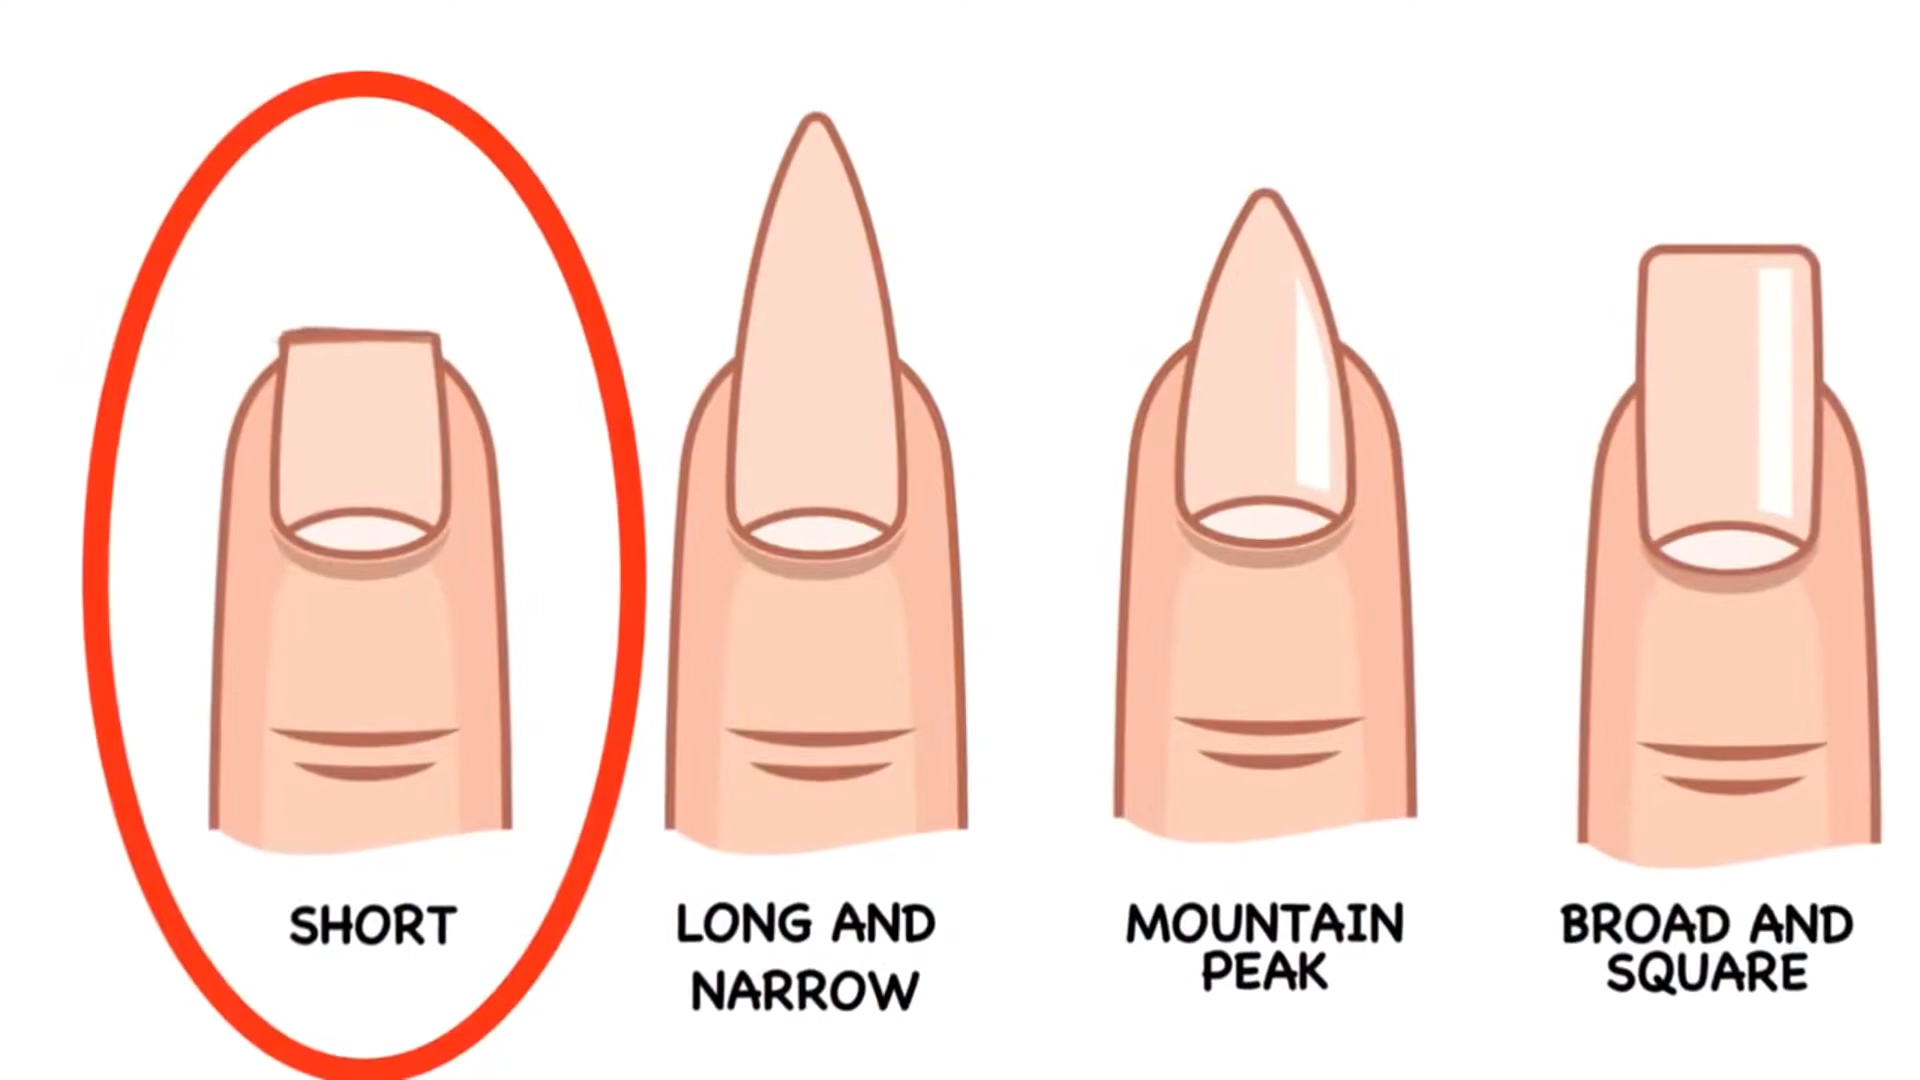 SHORT
LONG AND
NARROW
MOUNTAIN
PEAK
BROAD AND
SQUARE